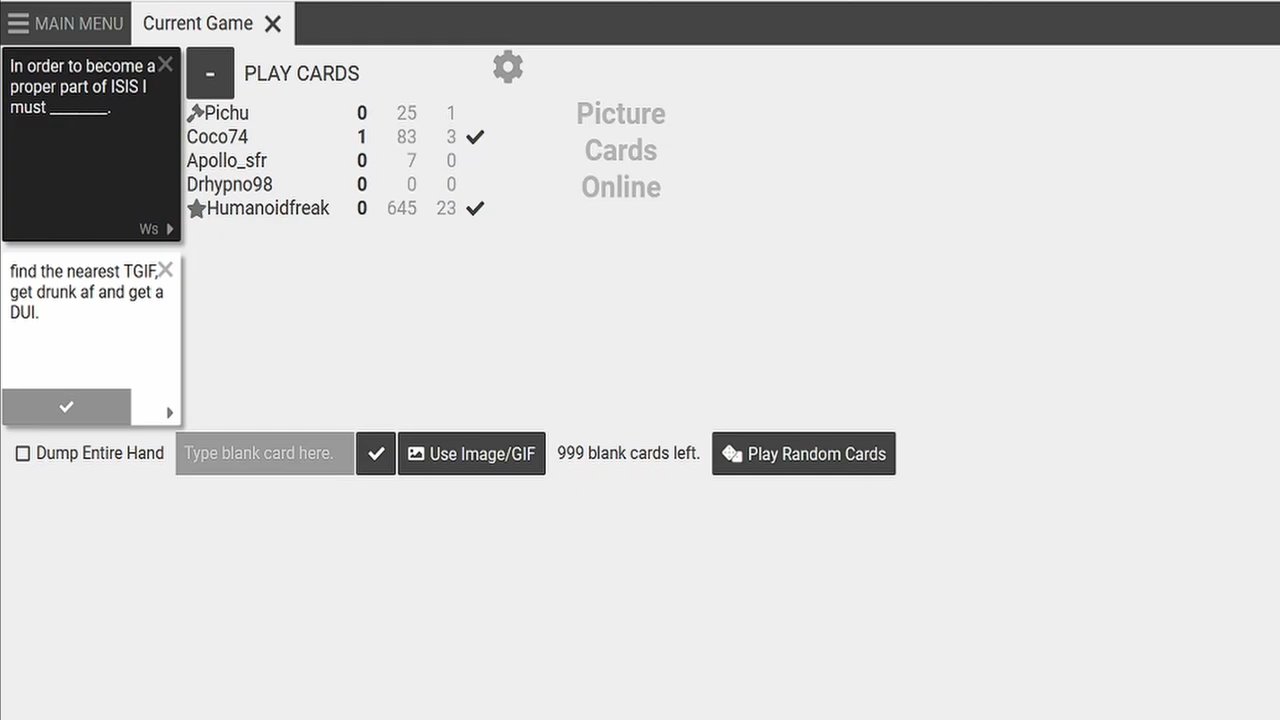 MAIN MENU
Current Game
In order to become a
proper part of ISIS I
must _______.
Ws
find the nearest TGIF,
get drunk af and get a
DUI.
- PLAY CARDS
Pichu 0 25 1
Coco74 1 83 3
Apollo_sfr 0 7 0
Drhypno98 0 0 0
Humanoidfreak 0 645 23
Picture
Cards
Online
Dump Entire Hand Type blank card here. Use Image/GIF 999 blank cards left. Play Random Cards